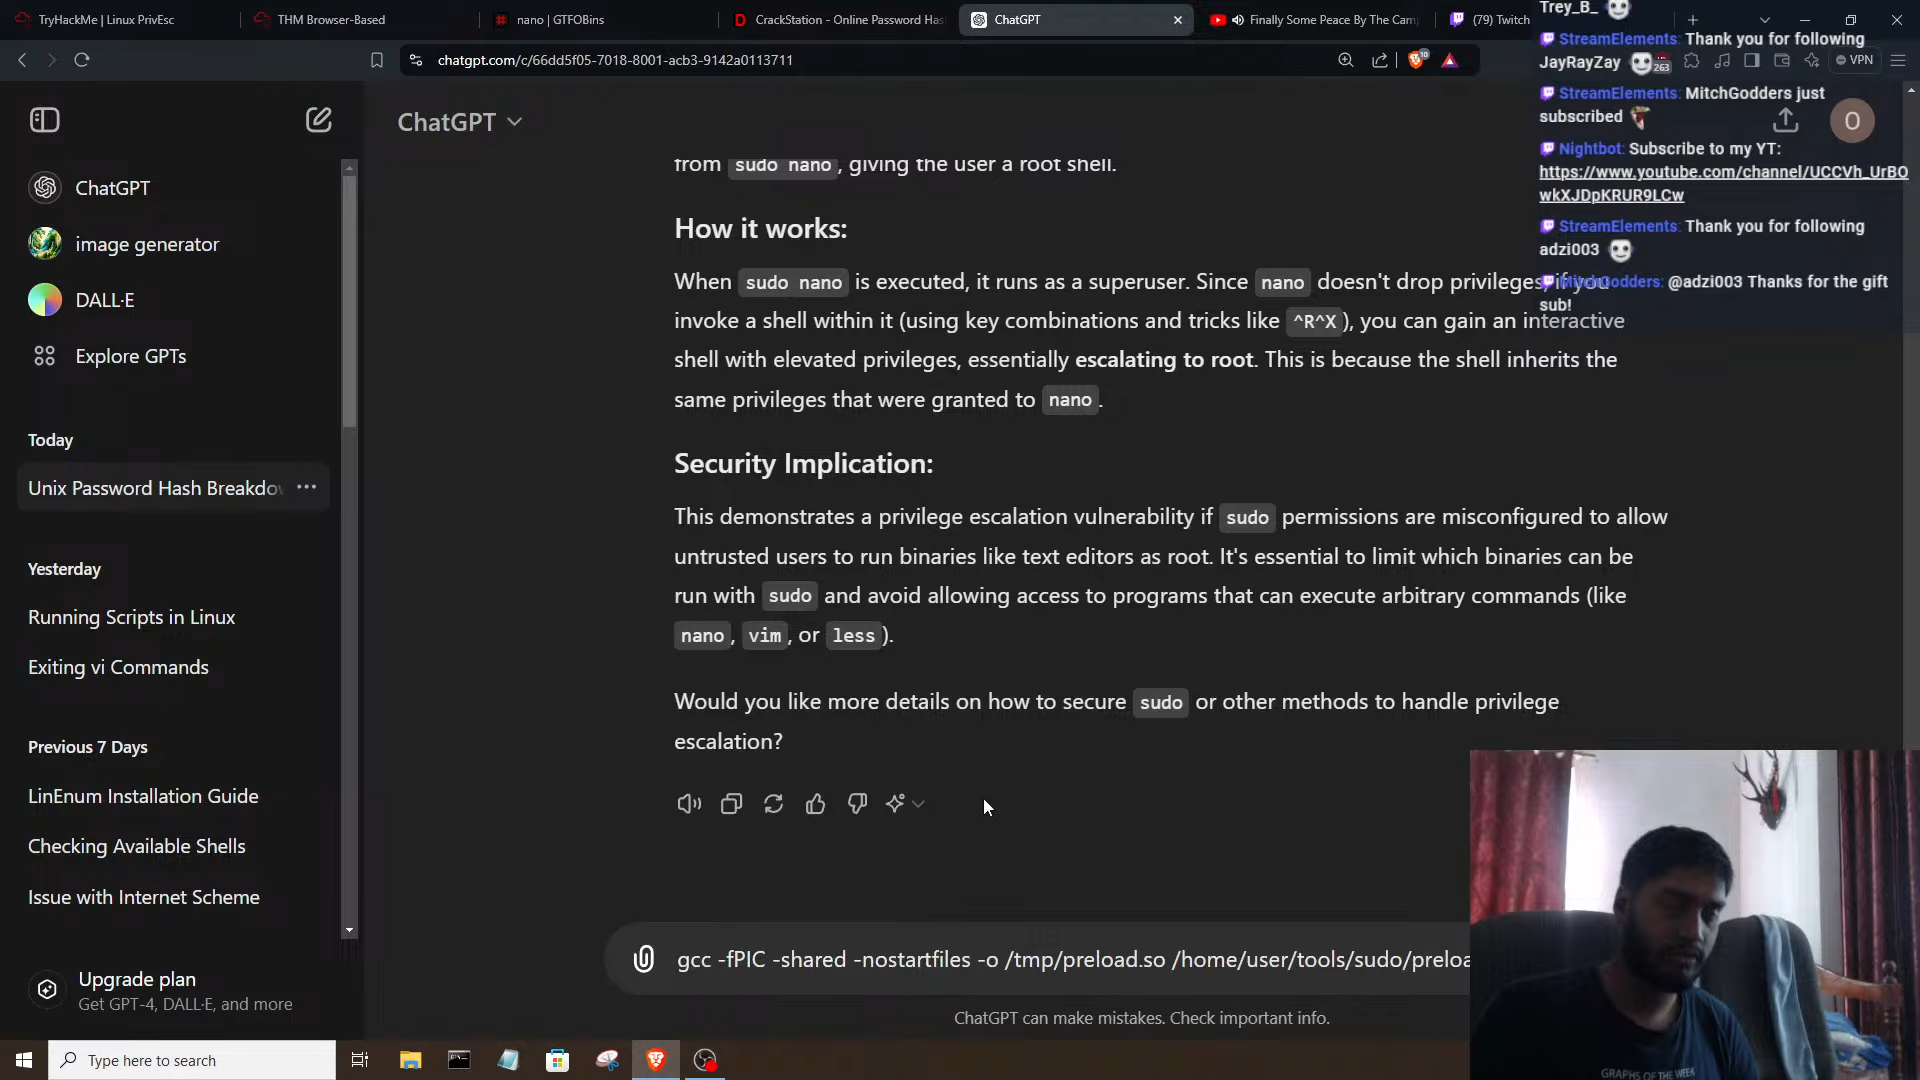 TryHackMe | Linux PrivEsc
THM Browser-Based
nano | GTFOBins
CrackStation - Online Password Has
ChatGPT
Finally Some Peace By The Cam
(79) Twitch
chatgpt.com/c/66dd5f05-7018-8001-acb3-9142a0113711
10
VPN
Trey_B_
StreamElements: Thank you for following
JayRayZay
263
StreamElements: MitchGodders just
subscribed
Nightbot: Subscribe to my YT:
https://www.youtube.com/channel/UCCVh_UrBO
wkXJDpKRUR9LCw
StreamElements: Thank you for following
adzi003
MitchGodders: @adzi003 Thanks for the gift
sub!
O
ChatGPT
image generator
DALL·E
Explore GPTs
Today
Unix Password Hash Breakdov
Yesterday
Running Scripts in Linux
Exiting vi Commands
Previous 7 Days
LinEnum Installation Guide
Checking Available Shells
Issue with Internet Scheme
Upgrade plan
Get GPT-4, DALL·E, and more
ChatGPT
from sudo nano, giving the user a root shell.
How it works:
When sudo nano is executed, it runs as a superuser. Since nano doesn't drop privileges, if you
invoke a shell within it (using key combinations and tricks like ^R^X), you can gain an interactive
shell with elevated privileges, essentially escalating to root. This is because the shell inherits the
same privileges that were granted to nano.
Security Implication:
This demonstrates a privilege escalation vulnerability if sudo permissions are misconfigured to allow
untrusted users to run binaries like text editors as root. It's essential to limit which binaries can be
run with sudo and avoid allowing access to programs that can execute arbitrary commands (like
nano, vim, or less).
Would you like more details on how to secure sudo or other methods to handle privilege
escalation?
gcc -fPIC -shared -nostartfiles -o /tmp/preload.so /home/user/tools/sudo/preloa
ChatGPT can make mistakes. Check important info.
Type here to search
GRAPHS OF THE WEEK